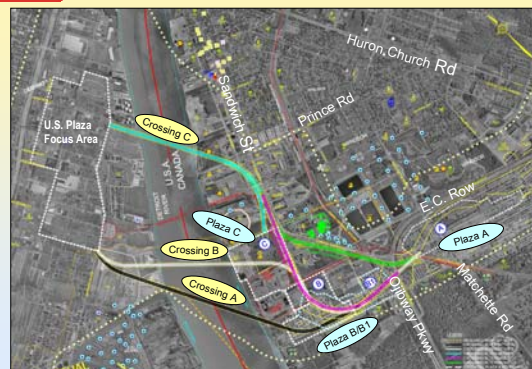 Huron,Church Rd
Sandwich St
Prince Rd
U.S. Plaza
Focus Area
Crossing C
U.S.A.
CANADA
E.C. Row
Plaza C
Plaza A
Crossing B
Crossing A
Matchette Rd
Ojibway Pkwy
Plaza B/B1